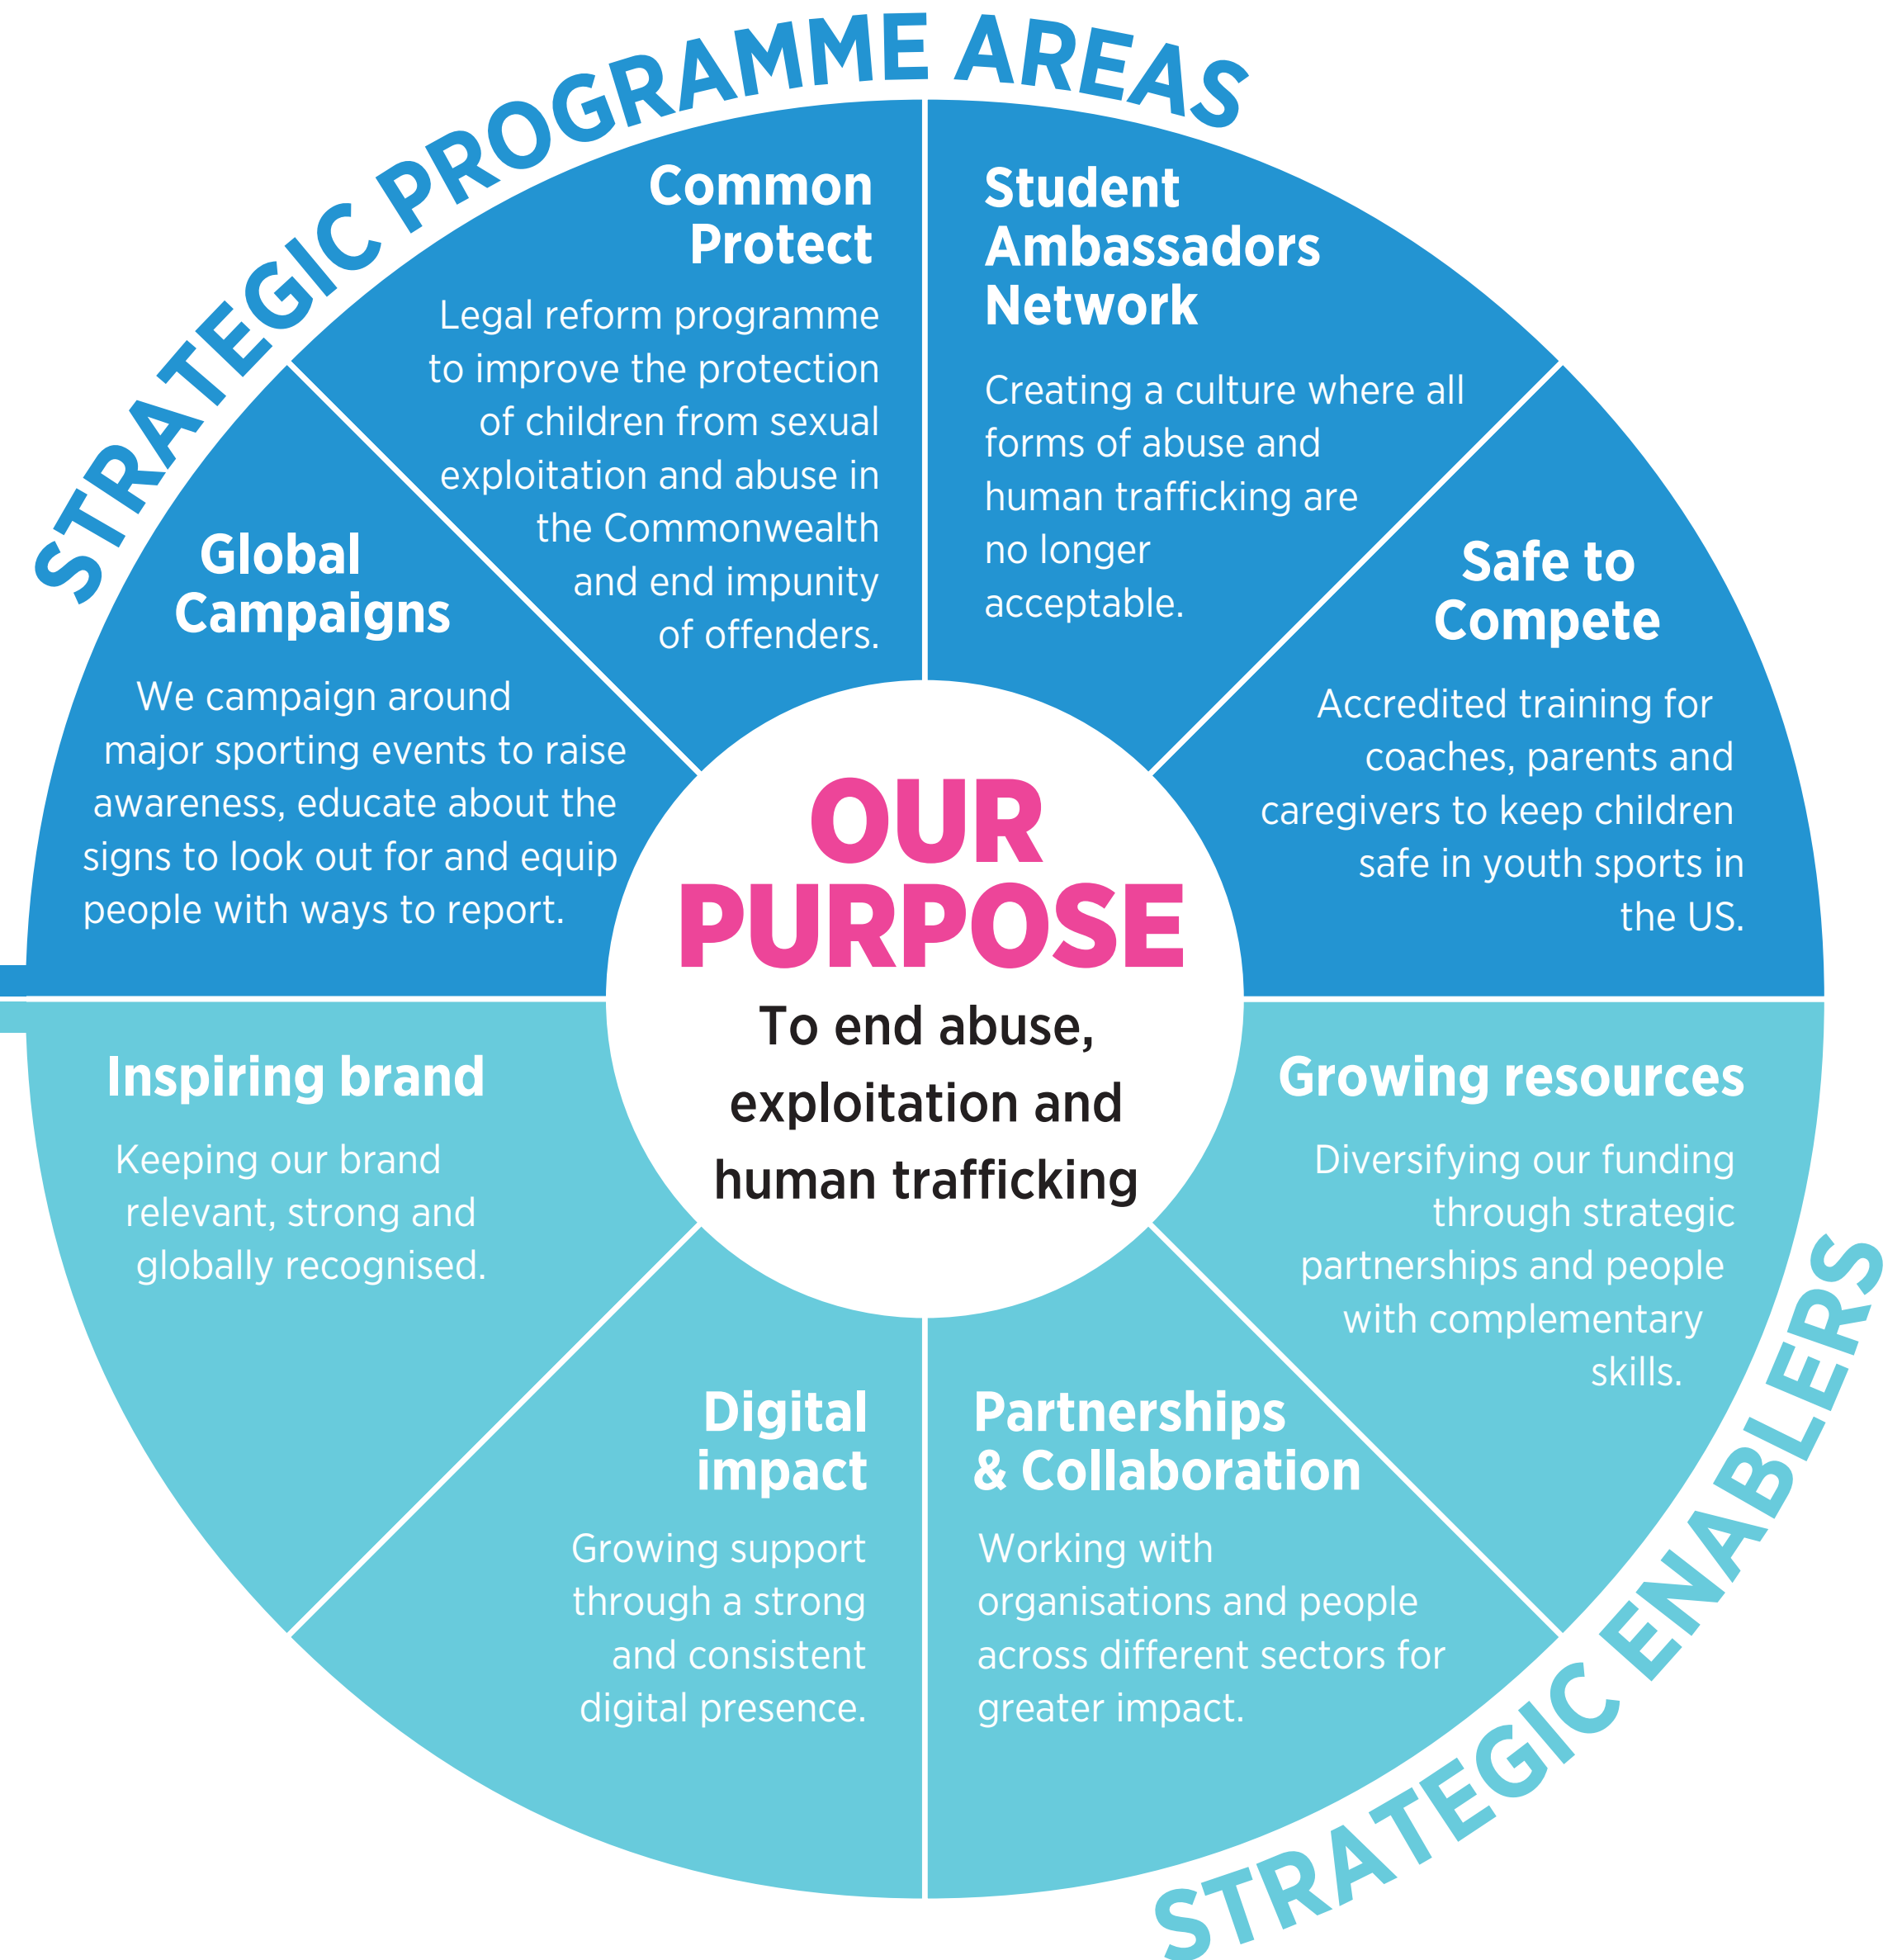 STRATEGIC PROGRAMME AREAS
Global
Campaigns
We campaign around
major sporting events to raise
awareness, educate about the
signs to look out for and equip
people with ways to report.
Common
Protect
Legal reform programme
to improve the protection
of children from sexual
exploitation and abuse in
the Commonwealth
and end impunity
of offenders.
Student
Ambassadors
Network
Creating a culture where all
forms of abuse and
human trafficking are
no longer
acceptable.
Safe to
Compete
Accredited training for
coaches, parents and
caregivers to keep children
safe in youth sports in
the US.
OUR
PURPOSE
To end abuse,
exploitation and
human trafficking
Inspiring brand
Keeping our brand
relevant, strong and
globally recognised.
Digital
impact
Growing support
through a strong
and consistent
digital presence.
Partnerships
& Collaboration
Working with
organisations and people
across different sectors for
greater impact.
Growing resources
Diversifying our funding
through strategic
partnerships and people
with complementary
skills.
STRATEGIC ENABLERS